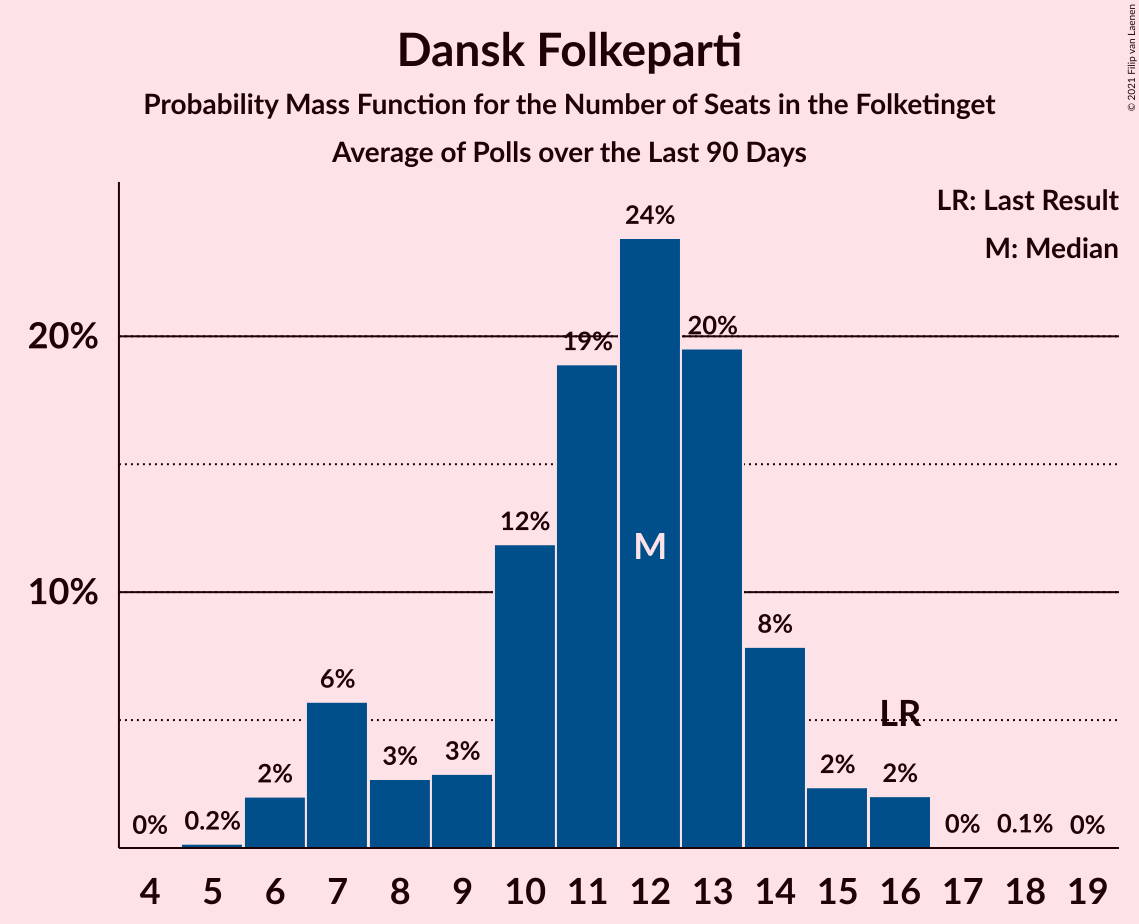 Dansk Folkeparti
Probability Mass Function for the Number of Seats in the Folketinget
Average of Polls over the Last 90 Days
© 2021 Filip van Laenen
LR: Last Result
M: Median
20%
10%
0%
0.2%
2%
6%
3%
3%
12%
19%
24%
20%
8%
2%
2%
0%
0.1%
0%
M
LR
4 5 6 7 8 9 10 11 12 13 14 15 16 17 18 19